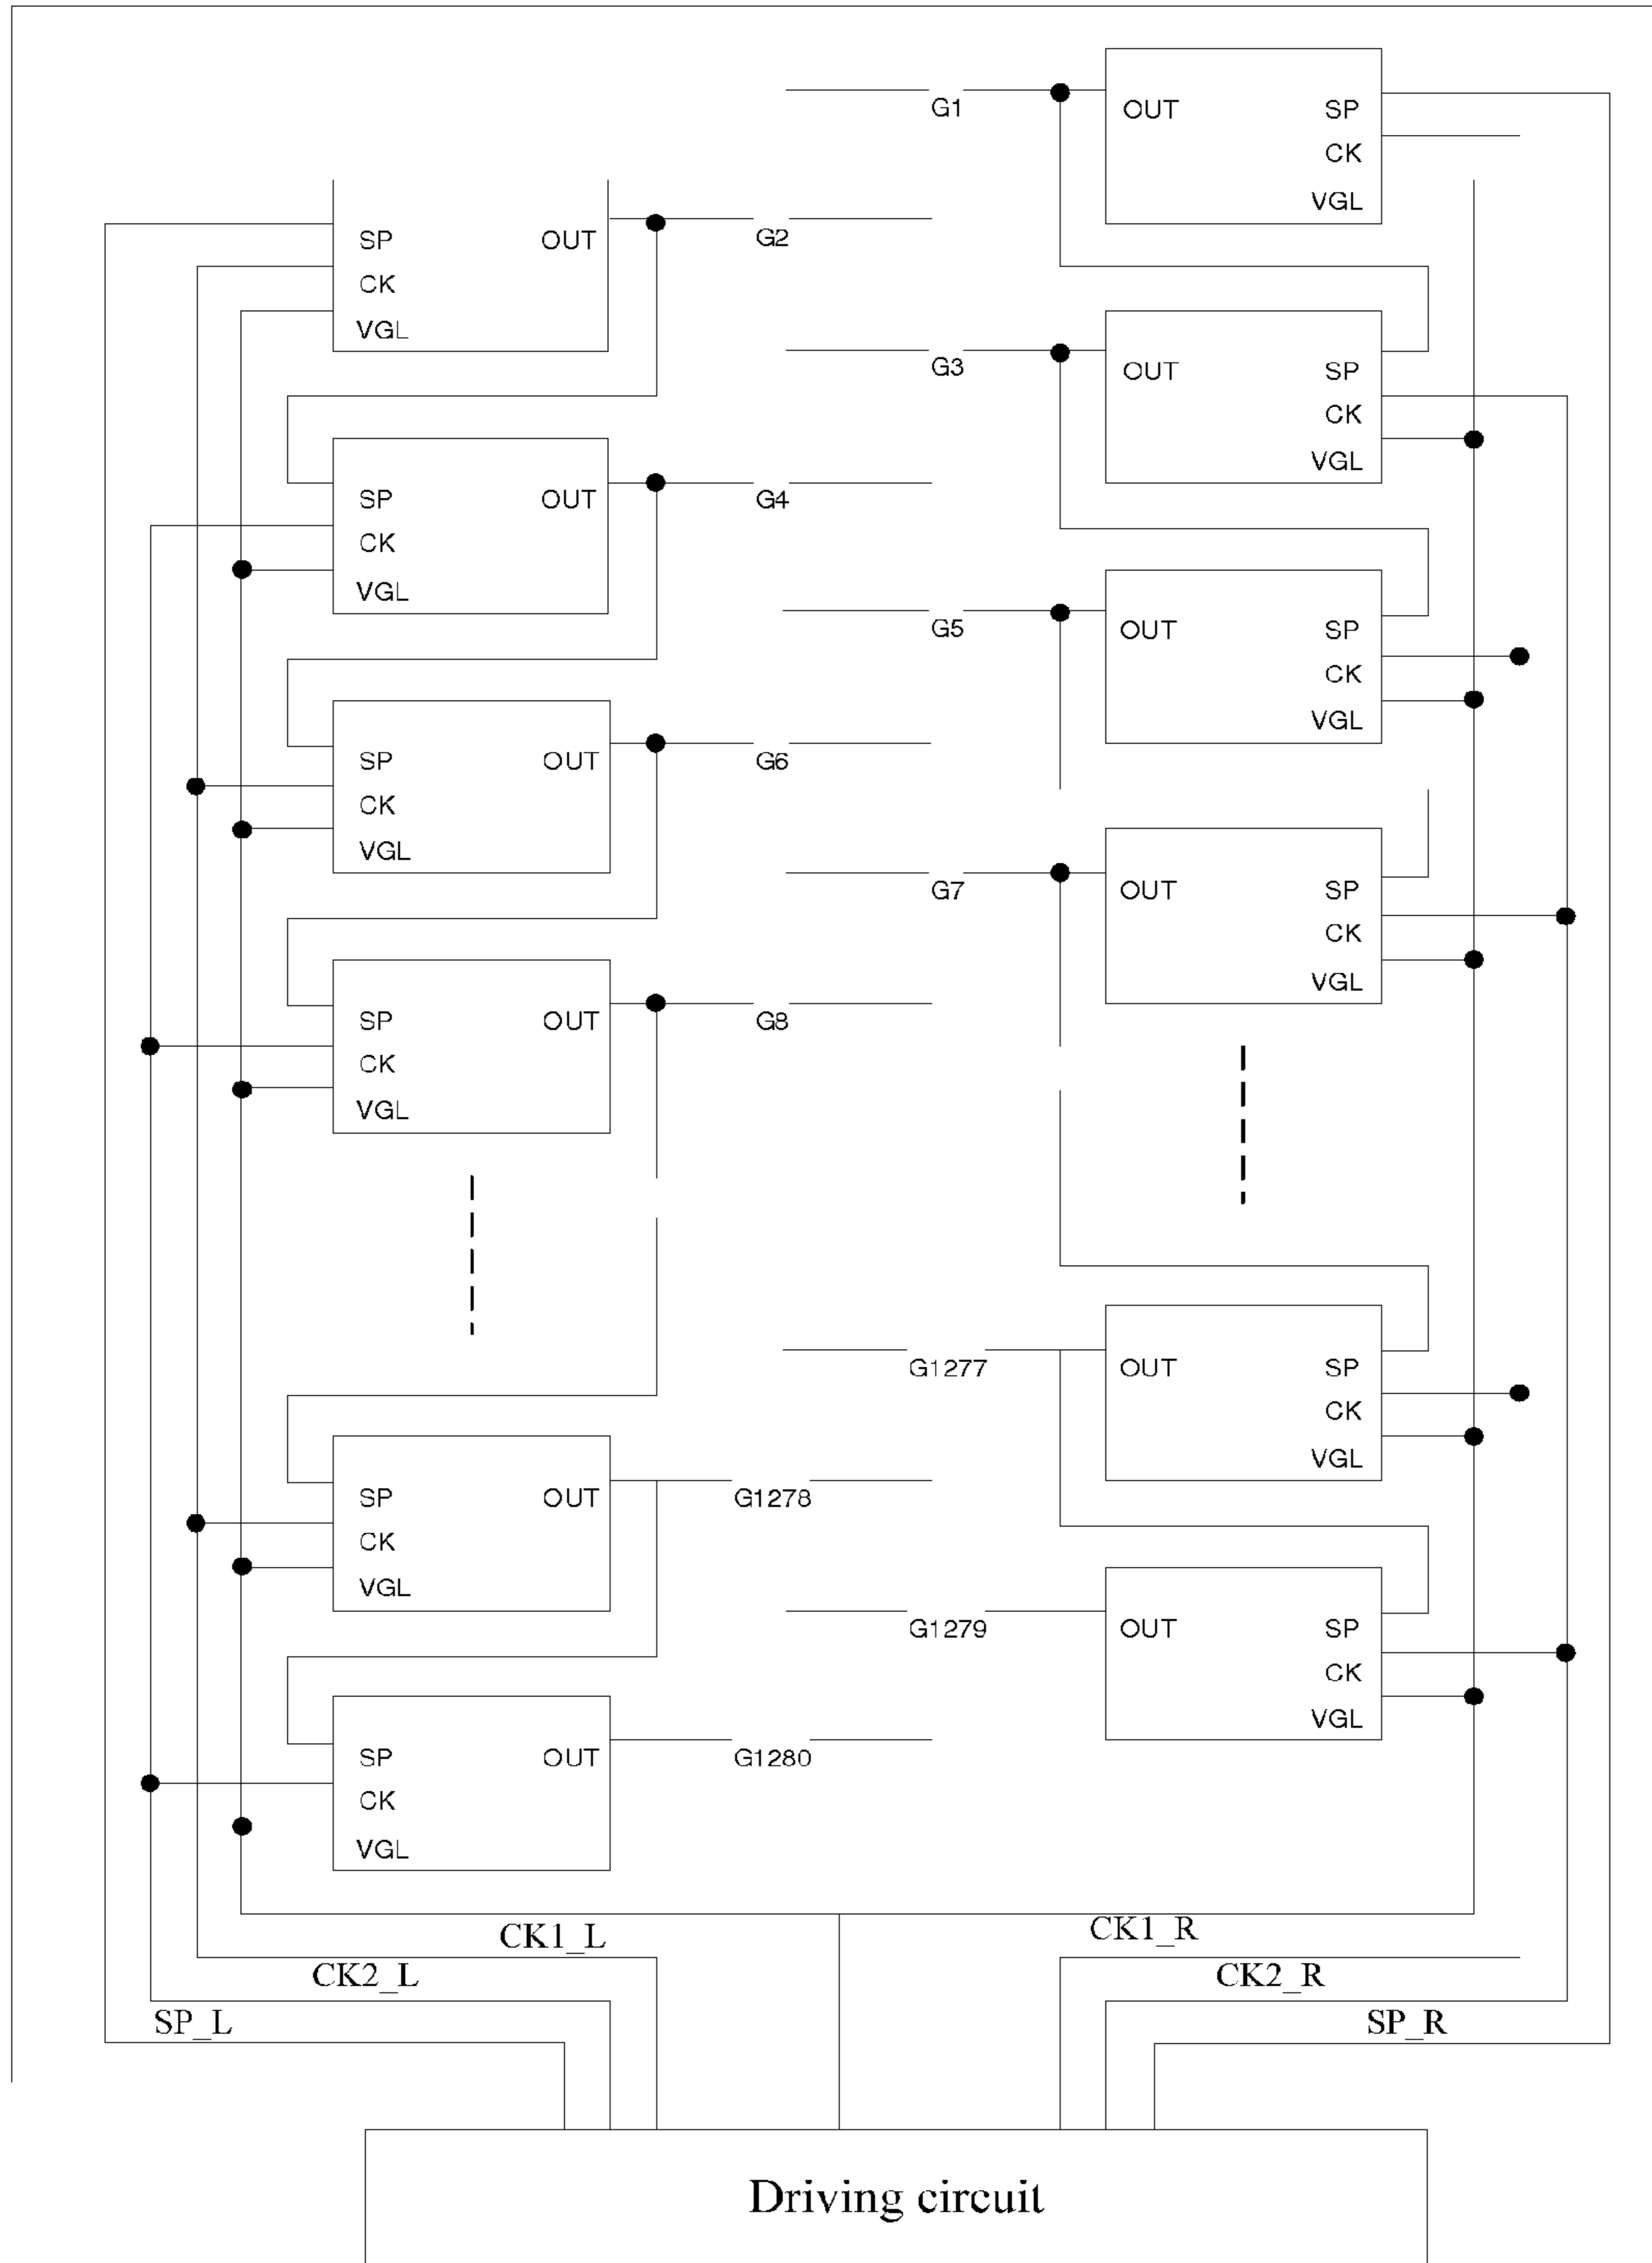 G1
OUT SP
CK
VGL
SP OUT
CK
VGL
G2
G3
OUT SP
CK
VGL
SP OUT
CK
VGL
G4
G5
OUT SP
CK
VGL
SP OUT
CK
VGL
G6
G7
OUT SP
CK
VGL
SP OUT
CK
VGL
G8
G1277
OUT SP
CK
VGL
SP OUT
CK
VGL
G1278
G1279
OUT SP
CK
VGL
SP OUT
CK
VGL
G1280
CK1_L
CK1_R
CK2_L
CK2_R
SP_L
SP_R
Driving circuit